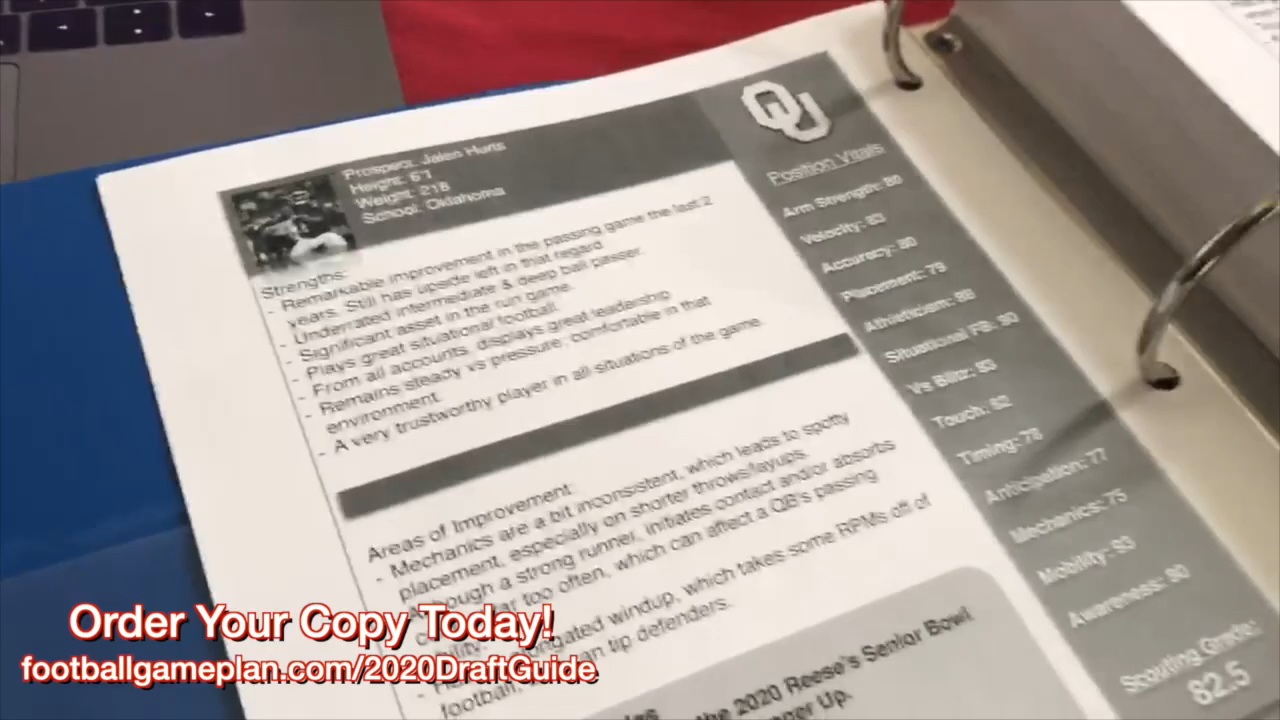 Prospect: Jalen Hurts
Height: 6'1
Weight: 218
School: Oklahoma
Strengths:
- Remarkable improvement in the passing game the last 2
years. Still has upside left in that regard
- Underrated intermediate & deep ball passer.
- Significant asset in the run game.
- Plays great situational football.
- From all accounts, displays great leadership
- Remains steady vs pressure, comfortable in that
environment.
- A very trustworthy player in all situations of the game
Areas of Improvement:
- Mechanics are a bit inconsistent, which leads to spotty
placement, especially on shorter throws/layups.
though a strong runner, initiates contact and/or absorbs
far too often, which can affect a QB's passing
bility.
ongated windup, which takes some RPMs off of
football, an tip defenders.
the 2020 Reese's Senior Bowl
Up.
OU
Position Vitals
Arm Strength: 80
Velocity: 83
Accuracy: 80
Placement: 79
Athleticism: 88
Situational FB: 90
Vs Blitz: 83
Touch: 82
Timing: 78
Anticipation: 77
Mechanics: 75
Mobility: 93
Awareness: 80
Scouting Grade:
82.5
Order Your Copy Today!
footballgameplan.com/2020DraftGuide